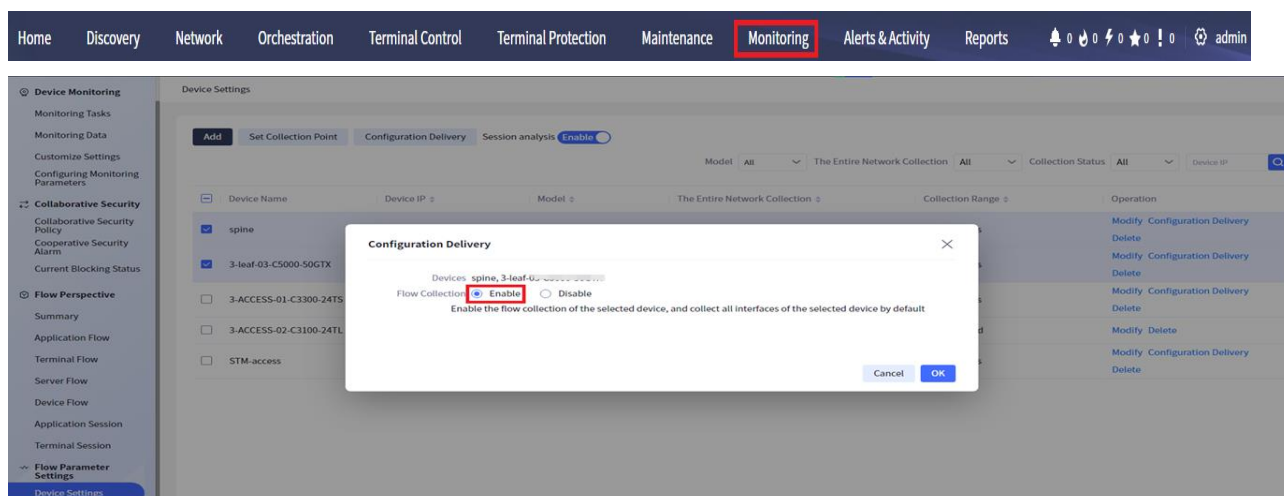 Home Discovery Network Orchestration Terminal Control Terminal Protection Maintenance Monitoring Alerts & Activity Reports 0 0 0 0 0 admin
Device Monitoring
Monitoring Tasks
Monitoring Data
Customize Settings
Configuring Monitoring
Parameters
Collaborative Security
Collaborative Security
Policy
Cooperative Security
Alarm
Current Blocking Status
Flow Perspective
Summary
Application Flow
Terminal Flow
Server Flow
Device Flow
Application Session
Terminal Session
Flow Parameter
Settings
Device Settings
Device Settings
Add Set Collection Point Configuration Delivery Session analysis Enable
Model All The Entire Network Collection All Collection Status All Device IP
Device Name Device IP Model The Entire Network Collection Collection Range Operation
spine Modify Configuration Delivery
Delete
3-leaf-03-C5000-50GTX Modify Configuration Delivery
Delete
3-ACCESS-01-C3300-24TS Modify Configuration Delivery
Delete
3-ACCESS-02-C3100-24TL Modify Delete
STM-access Modify Configuration Delivery
Delete
Configuration Delivery
Devices spine, 3-leaf-
Flow Collection Enable Disable
Enable the flow collection of the selected device, and collect all interfaces of the selected device by default
Cancel OK